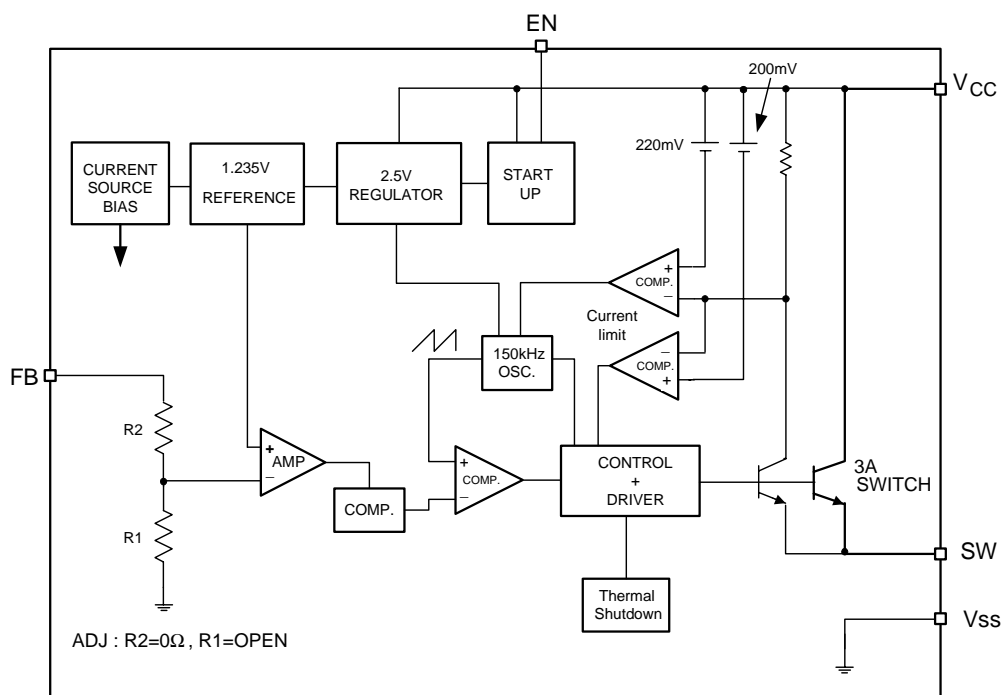 EN
200mV
VCC
220mV
CURRENT
SOURCE
BIAS
1.235V
REFERENCE
2.5V
REGULATOR
START
UP
+
COMP.
−
Current
limit
−
COMP.
+
150kHz
OSC.
FB
R2
+
AMP
−
COMP.
+
COMP.
−
CONTROL
+
DRIVER
3A
SWITCH
R1
SW
Thermal
Shutdown
Vss
ADJ : R2=0Ω , R1=OPEN